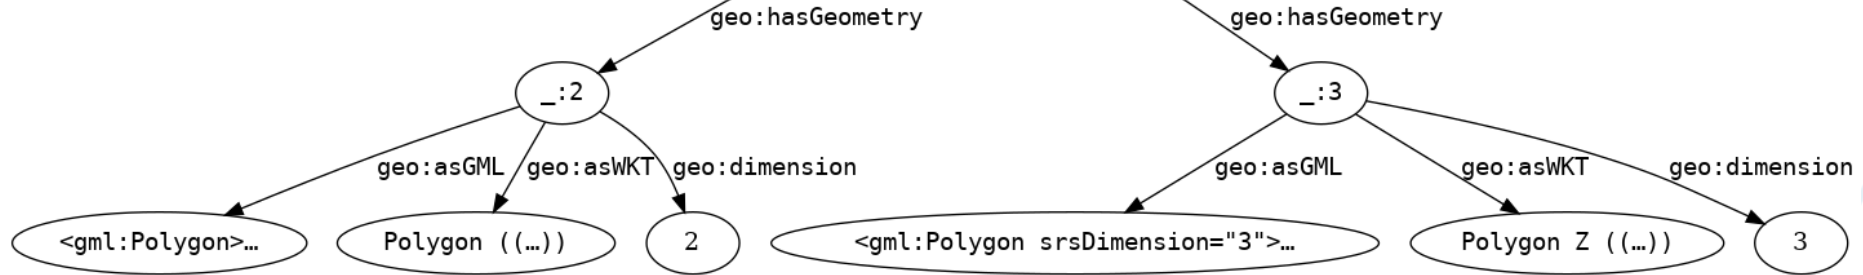 geo:hasGeometry geo:hasGeometry
_:2 _:3
geo:asGML geo:asWKT geo:dimension geo:asGML geo:asWKT geo:dimension
<gml:Polygon>… Polygon ((…)) 2 <gml:Polygon srsDimension="3">… Polygon Z ((…)) 3